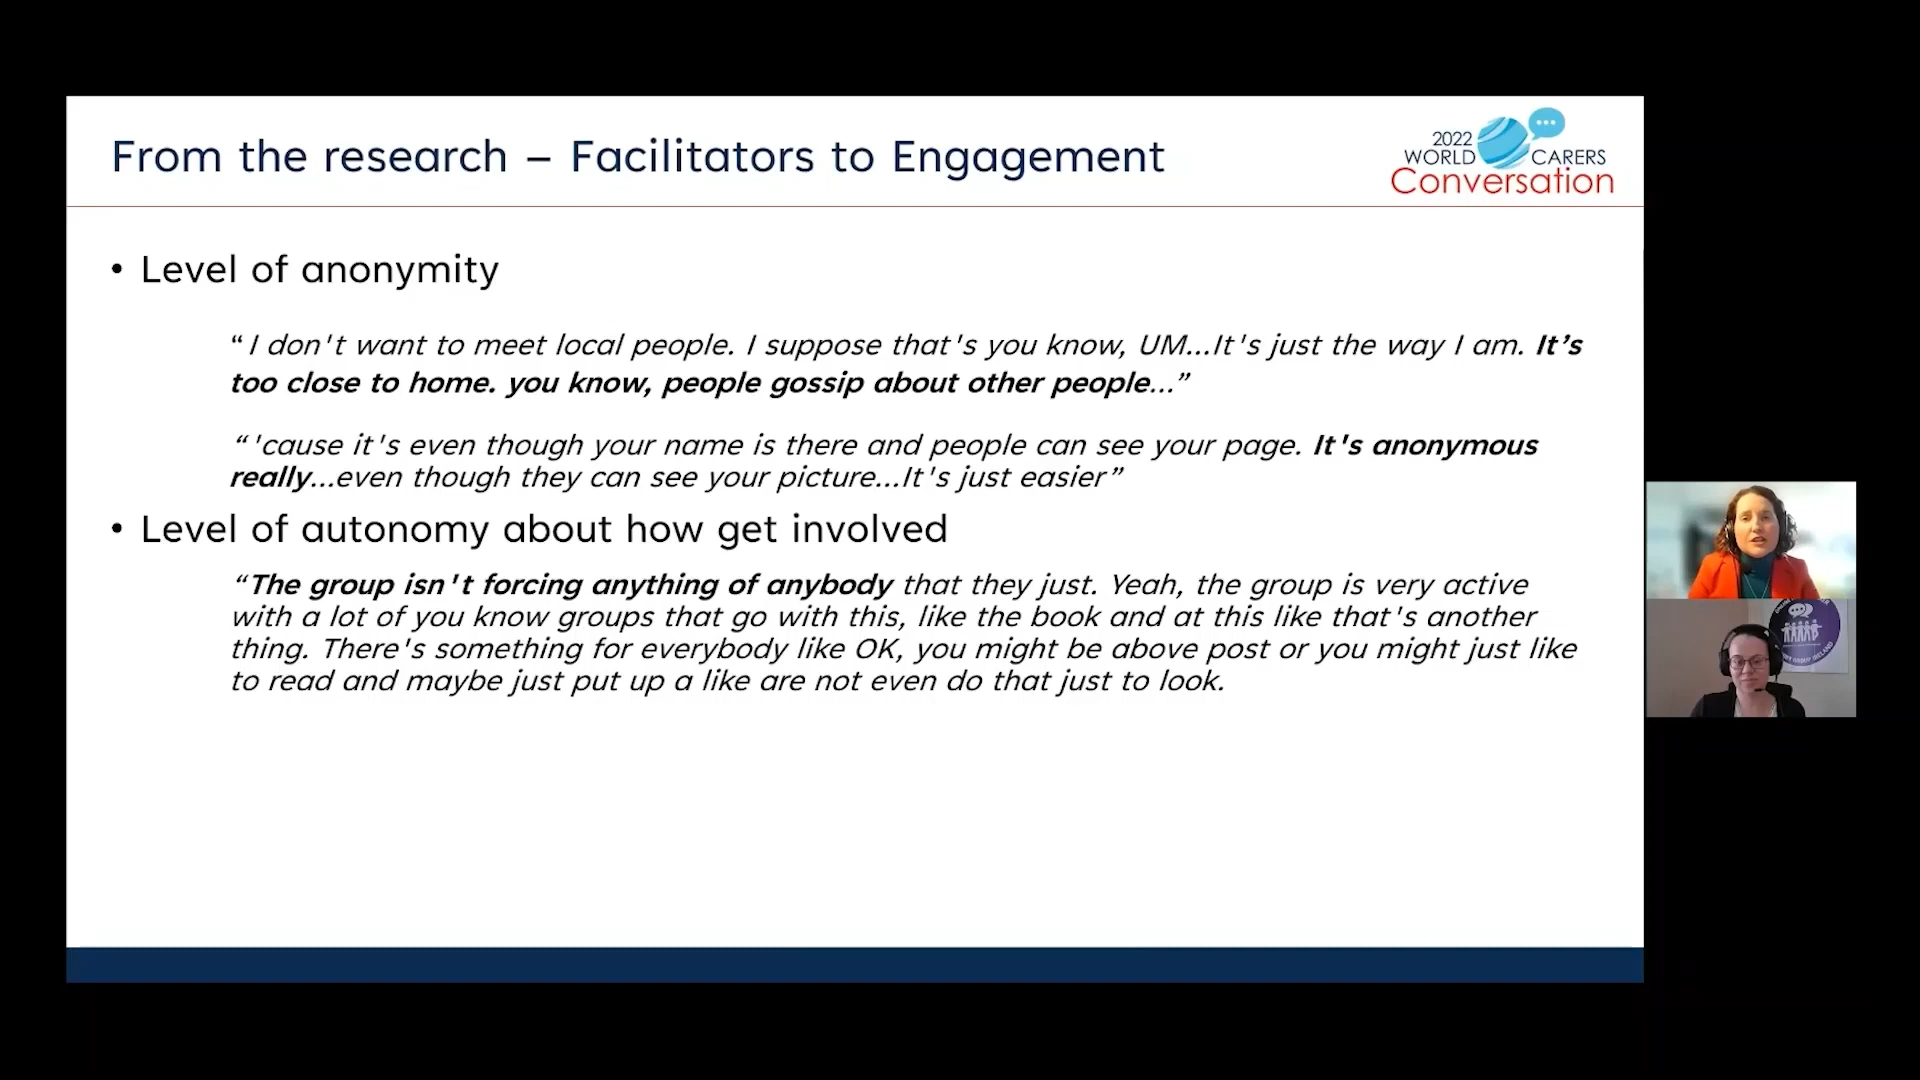 From the research – Facilitators to Engagement
2022
WORLD CARERS
Conversation
• Level of anonymity
“ I don't want to meet local people. I suppose that's you know, UM...It's just the way I am. It’s
too close to home. you know, people gossip about other people...”
“ 'cause it's even though your name is there and people can see your page. It's anonymous
really...even though they can see your picture...It's just easier”
• Level of autonomy about how get involved
“The group isn't forcing anything of anybody that they just. Yeah, the group is very active
with a lot of you know groups that go with this, like the book and at this like that's another
thing. There's something for everybody like OK, you might be above post or you might just like
to read and maybe just put up a like are not even do that just to look.